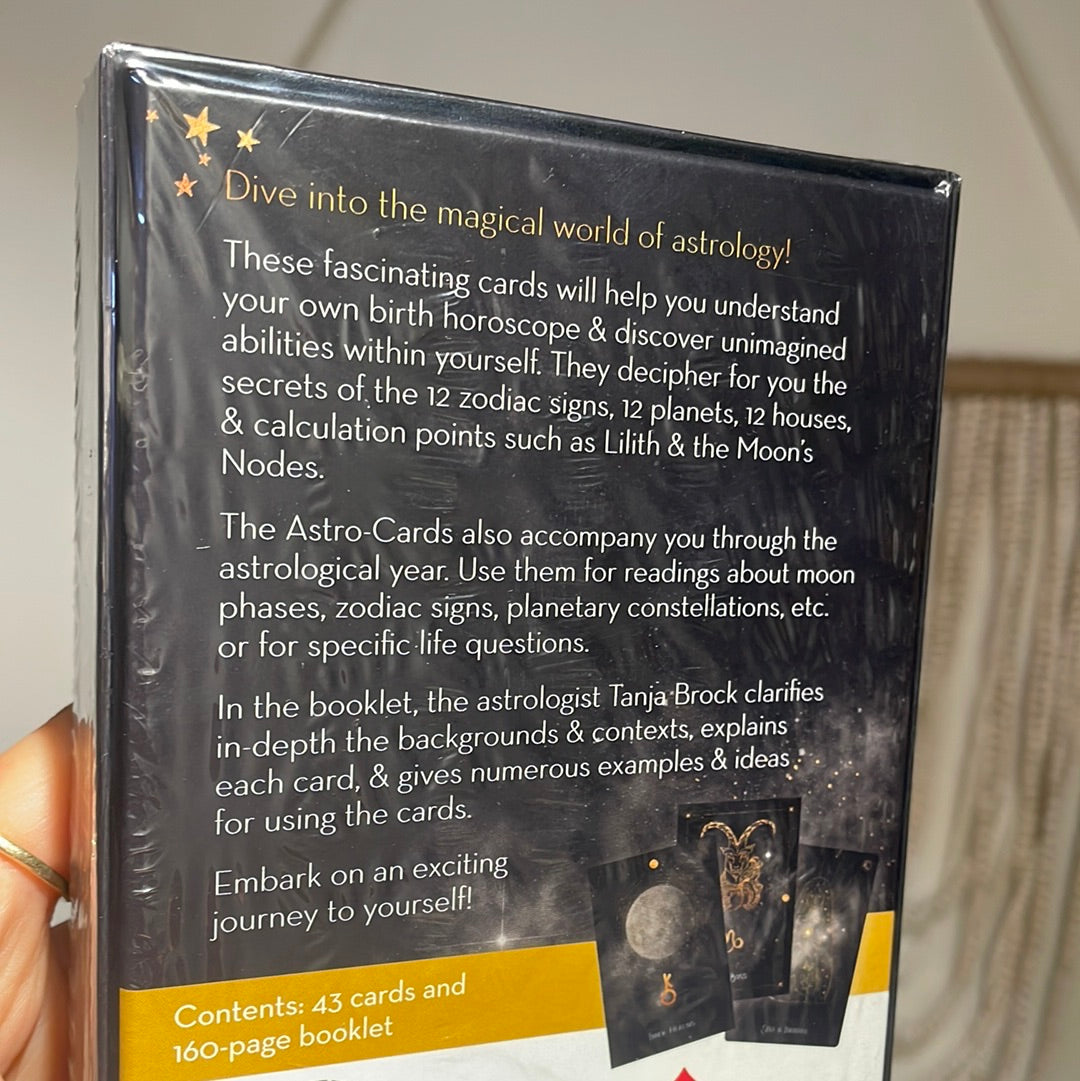 Dive into the magical world of astrology!
These fascinating cards will help you understand
your own birth horoscope & discover unimagined
abilities within yourself. They decipher for you the
secrets of the 12 zodiac signs, 12 planets, 12 houses,
& calculation points such as Lilith & the Moon's
Nodes.
The Astro-Cards also accompany you through the
astrological year. Use them for readings about moon
phases, zodiac signs, planetary constellations, etc.
or for specific life questions.
In the booklet, the astrologist Tanja Brock clarifies
in-depth the backgrounds & contexts, explains
each card, & gives numerous examples & ideas
for using the cards.
Embark on an exciting
journey to yourself!
Contents: 43 cards and
160-page booklet